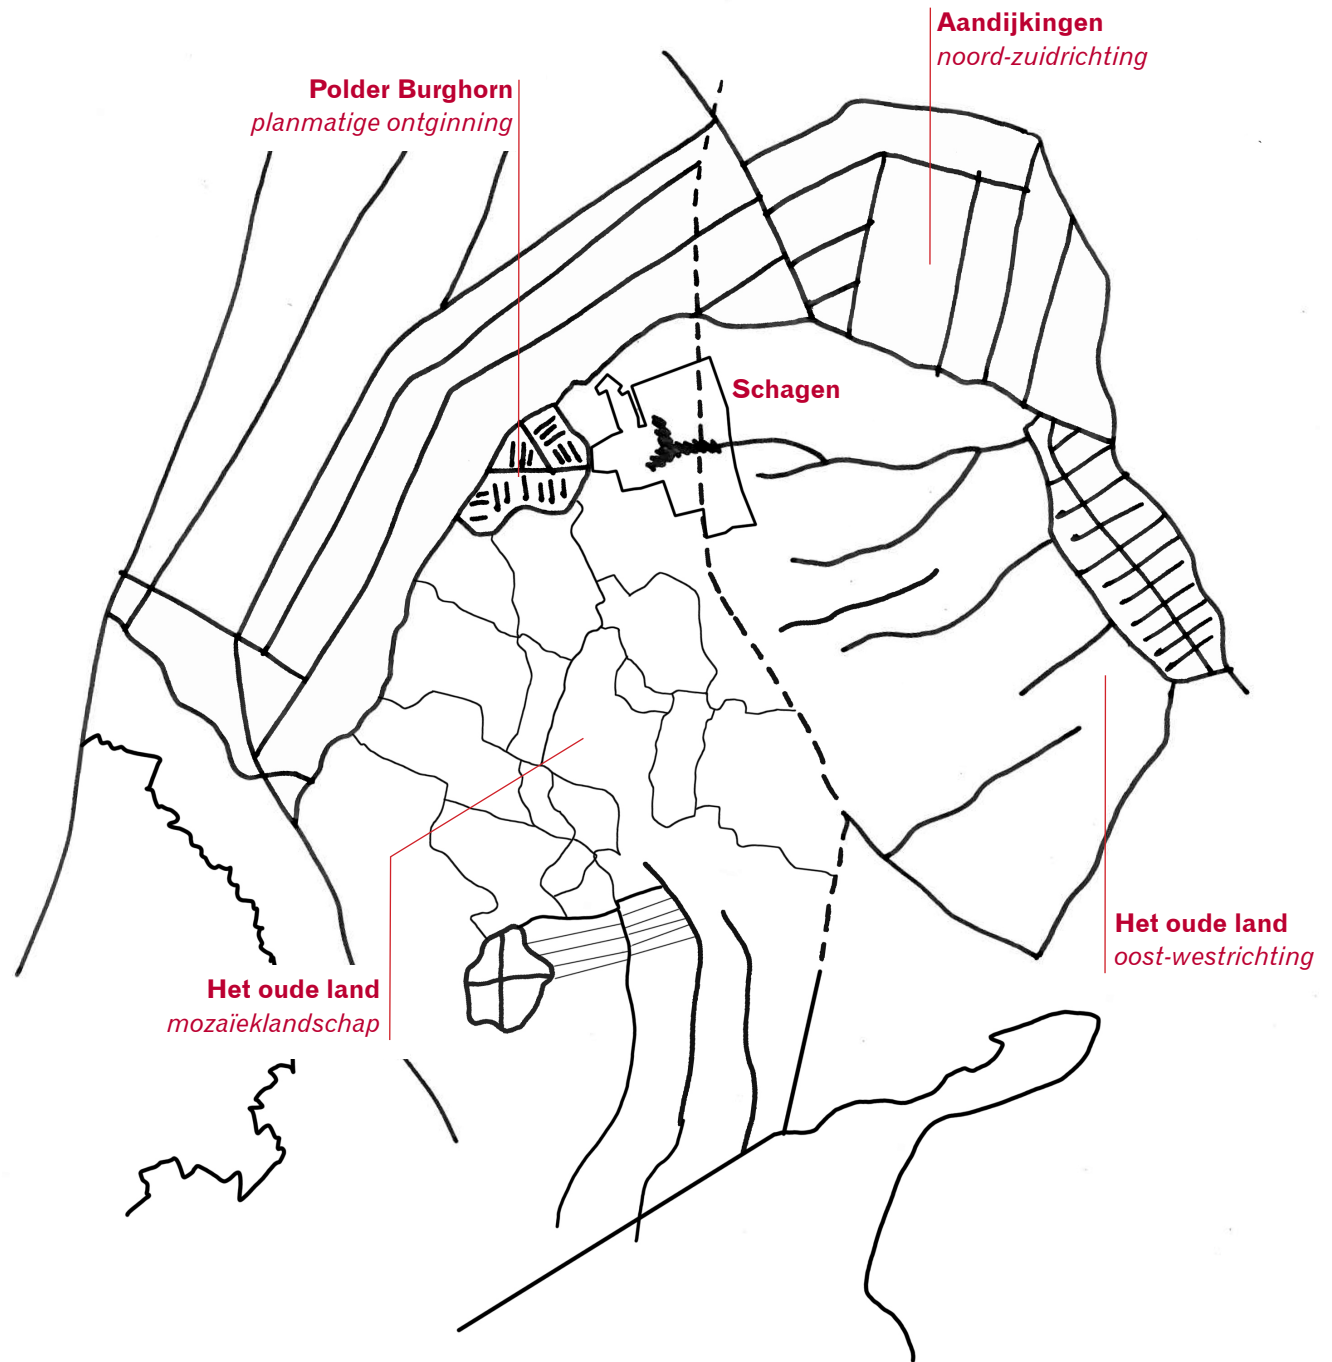 Aandijkingen
noord-zuidrichting
Polder Burghorn
planmatige ontginning
Schagen
Het oude land
oost-westrichting
Het oude land
mozaïeklandschap